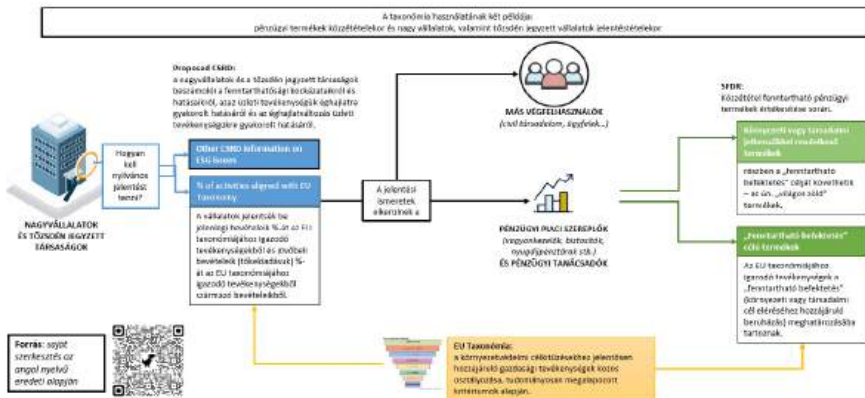 A taxonómia használatának két példája:
pénzügyi termékek közzétételekor és nagy vállalatok, valamint tőzsdén jegyzett vállalatok jelentéstételekor
Proposed CSRD:
a nagyvállalatok és a tőzsdén jegyzett társaságok
beszámolói a fenntarthatósági kockázataikról és
hatásaikról, azaz üzleti tevékenységük éghajlatra
gyakorolt hatásáról és az éghajlatváltozás üzleti
tevékenységükre gyakorolt hatásáról.
Hogyan
kell
nyilvános
jelentést
tenni?
NAGYVÁLLALATOK
ÉS TŐZSDÉN JEGYZETT
TÁRSASÁGOK
Other CSRD information on
ESG issues
% of activities aligned with EU
Taxonomy
A vállalatok jelentsék be
jelenlegi bevételeik %-át az EU
taxonómiájához igazodó
tevékenységekből és jövőbeli
bevételeik (tőkekiadásuk) %-
át az EU taxonómiájához
igazodó tevékenységekből
származó bevételeikből.
A jelentési
ismeretek
elkerülnek a
MÁS VÉGFELHASZNÁLÓK
(civil társadalom, ügyfelek...)
PÉNZÜGYI PIACI SZEREPLŐK
(vagyonkezelők, biztosítók,
nyugdíjpénztárak stb.)
ÉS PÉNZÜGYI TANÁCSADÓK
SFDR:
Közzététel fenntartható pénzügyi
termékek értékesítése során.
Környezeti vagy társadalmi
jellemzőkkel rendelkező
termékek
részben a „fenntartható
befektetés” célját követhetik
– az ún. „világos zöld”
termékek.
„Fenntartható befektetés”
célú termékek
Az EU taxonómiájához
igazodó tevékenységek a
„fenntartható befektetés”
(környezeti vagy társadalmi
cél eléréséhez hozzájáruló
beruházás) meghatározásába
tartoznak.
Forrás: saját
szerkesztés az
angol nyelvű
eredeti alapján
EU Taxonómia:
a környezetvédelmi célkitűzésekhez jelentősen
hozzájáruló gazdasági tevékenységek közös
osztályozása, tudományosan megalapozott
kritériumok alapján.